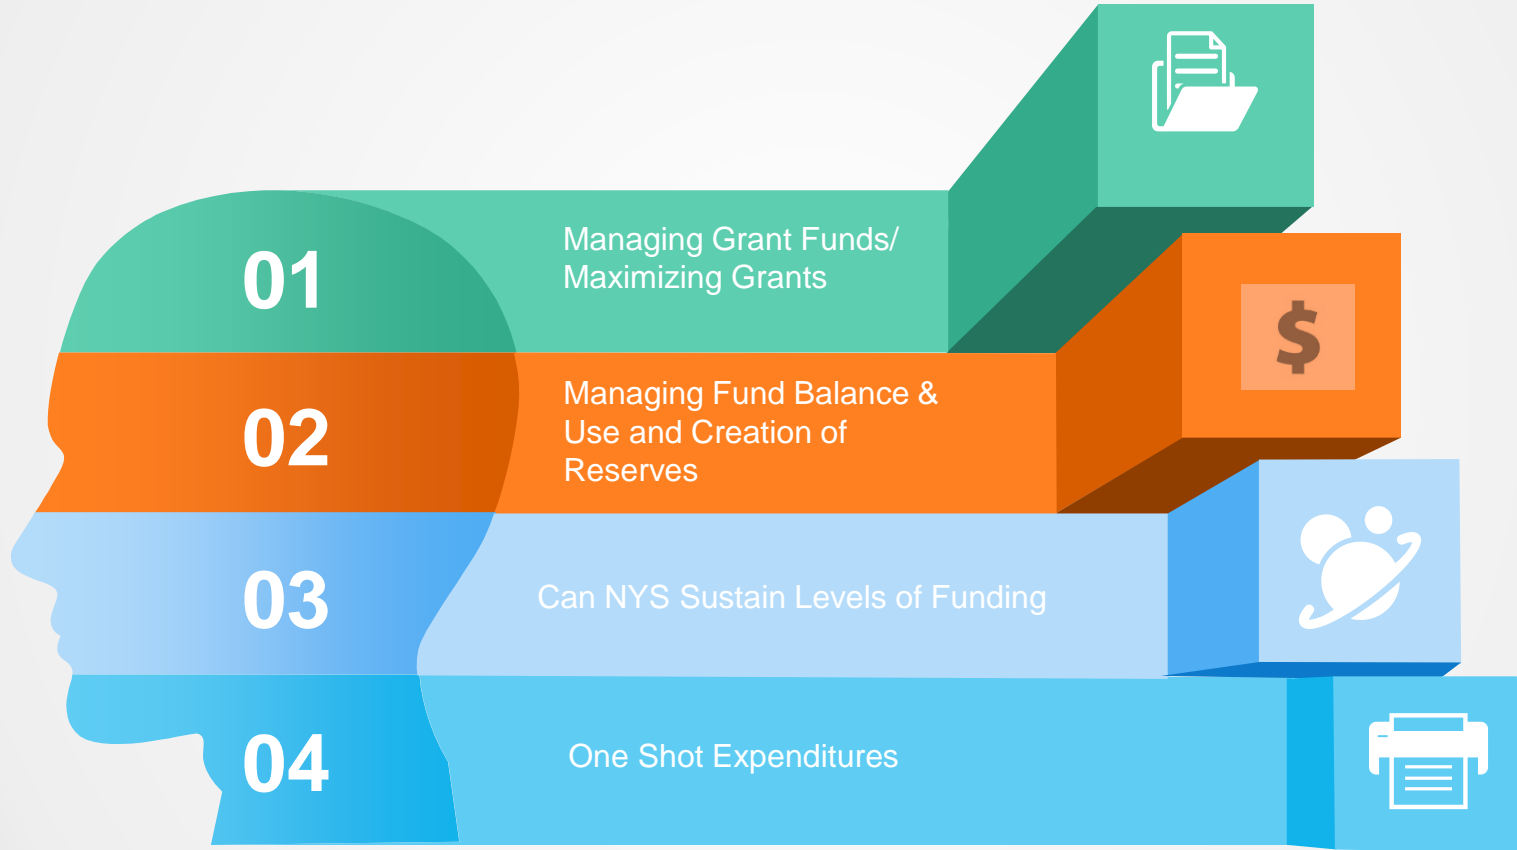 01
Managing Grant Funds/
Maximizing Grants
02
Managing Fund Balance &
Use and Creation of
Reserves
$
03
Can NYS Sustain Levels of Funding
04
One Shot Expenditures